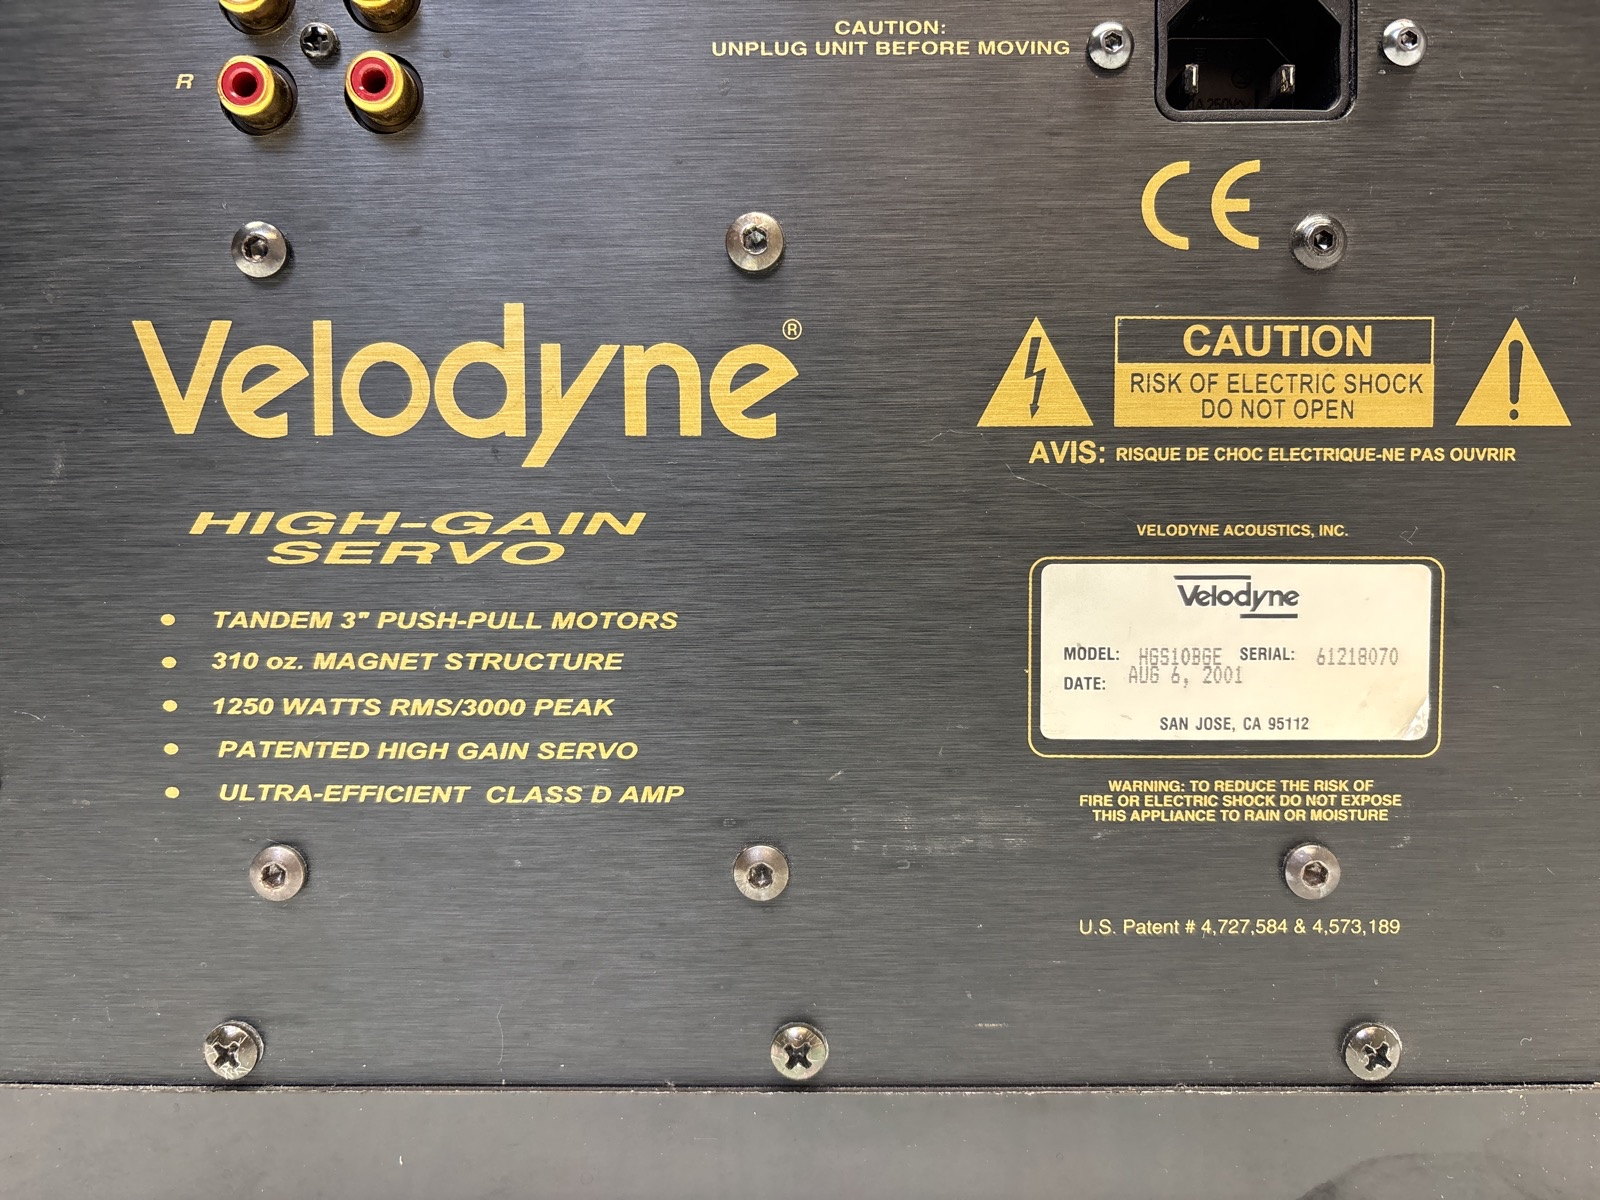 CAUTION:
UNPLUG UNIT BEFORE MOVING
R
CE
Velodyne®
CAUTION
RISK OF ELECTRIC SHOCK
DO NOT OPEN
AVIS: RISQUE DE CHOC ELECTRIQUE-NE PAS OUVRIR
HIGH-GAIN
SERVO
• TANDEM 3" PUSH-PULL MOTORS
• 310 oz. MAGNET STRUCTURE
• 1250 WATTS RMS/3000 PEAK
• PATENTED HIGH GAIN SERVO
• ULTRA-EFFICIENT CLASS D AMP
VELODYNE ACOUSTICS, INC.
Velodyne
MODEL: HGS10BGE SERIAL: 61218070
DATE: AUG 6, 2001
SAN JOSE, CA 95112
WARNING: TO REDUCE THE RISK OF
FIRE OR ELECTRIC SHOCK DO NOT EXPOSE
THIS APPLIANCE TO RAIN OR MOISTURE
U.S. Patent # 4,727,584 & 4,573,189